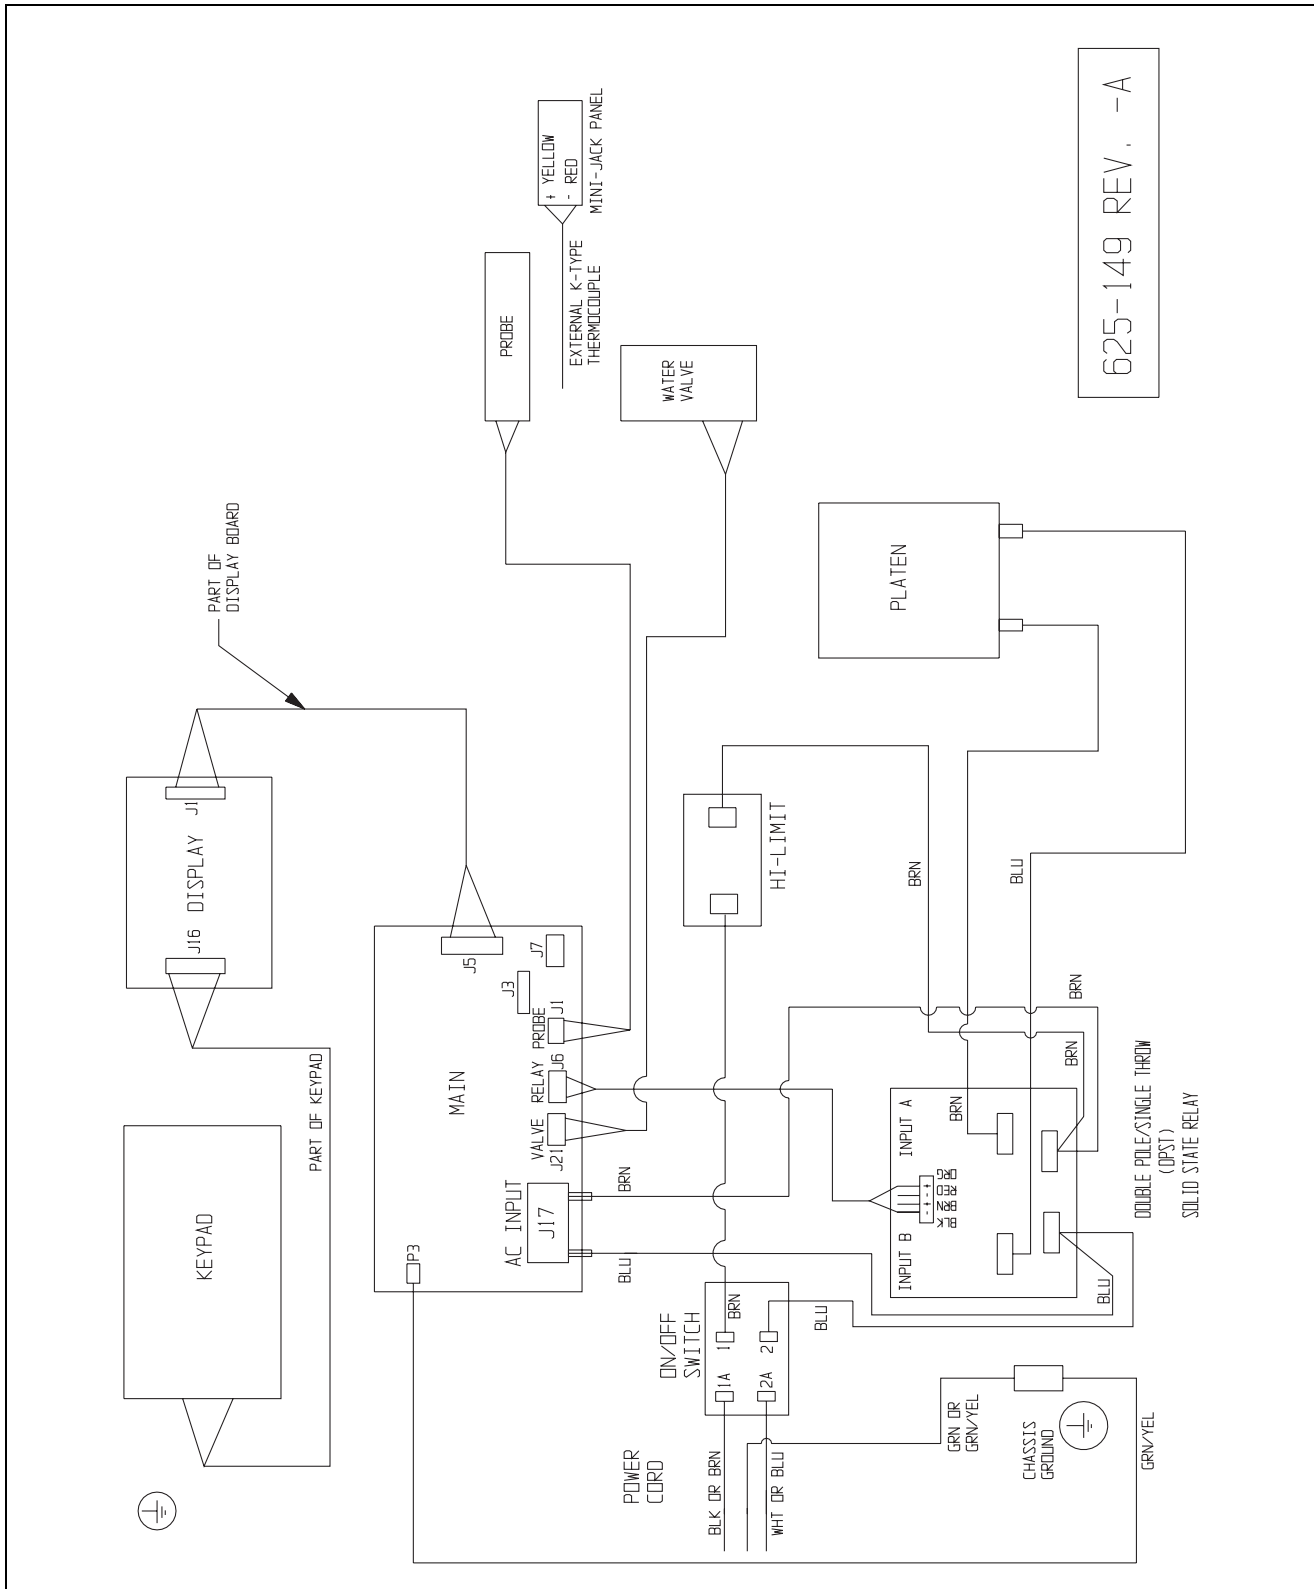 KEYPAD
PART OF KEYPAD
J16 DISPLAY J1
PART OF
DISPLAY BOARD
P3
MAIN
J5
J3
J7
AC INPUT
J17
VALVE
J21
RELAY
J6
PROBE
J1
BRN
BLU
PROBE
+ YELLOW
- RED
MINI-JACK PANEL
EXTERNAL K-TYPE
THERMOCOUPLE
WATER
VALVE
HI-LIMIT
PLATEN
BRN
BLU
BRN
BRN
BRN
INPUT A
INPUT B
ORG
RED
BRN
BLK
+
-
+
-
BLU
DOUBLE POLE/SINGLE THROW
(DPST)
SOLID STATE RELAY
ON/OFF
SWITCH
1A
1
2A
2
BRN
BLU
POWER
CORD
BLK OR BRN
WHT OR BLU
GRN OR
GRN/YEL
CHASSIS
GROUND
GRN/YEL
625-149 REV. -A